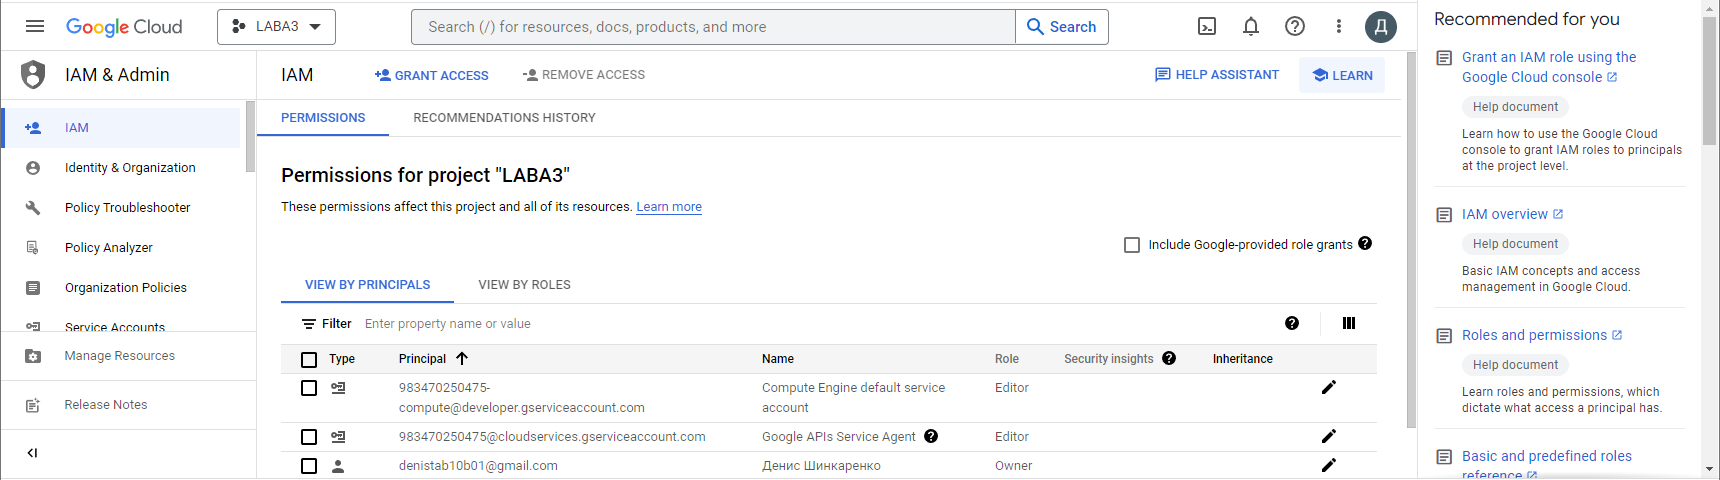 Google Cloud
LABA3
Search (/) for resources, docs, products, and more
Search
Д
IAM & Admin
IAM
Identity & Organization
Policy Troubleshooter
Policy Analyzer
Organization Policies
Service Accounts
Manage Resources
Release Notes
IAM
GRANT ACCESS
REMOVE ACCESS
HELP ASSISTANT
LEARN
PERMISSIONS
RECOMMENDATIONS HISTORY
Permissions for project "LABA3"
These permissions affect this project and all of its resources. Learn more
Include Google-provided role grants
VIEW BY PRINCIPALS
VIEW BY ROLES
Filter
Enter property name or value
Type Principal Name Role Security insights Inheritance
983470250475-
compute@developer.gserviceaccount.com
Compute Engine default service
account
Editor
983470250475@cloudservices.gserviceaccount.com
Google APIs Service Agent
Editor
denistab10b01@gmail.com
Денис Шинкаренко
Owner
Recommended for you
Grant an IAM role using the
Google Cloud console
Help document
Learn how to use the Google Cloud
console to grant IAM roles to principals
at the project level.
IAM overview
Help document
Basic IAM concepts and access
management in Google Cloud.
Roles and permissions
Help document
Learn roles and permissions, which
dictate what access a principal has.
Basic and predefined roles
reference